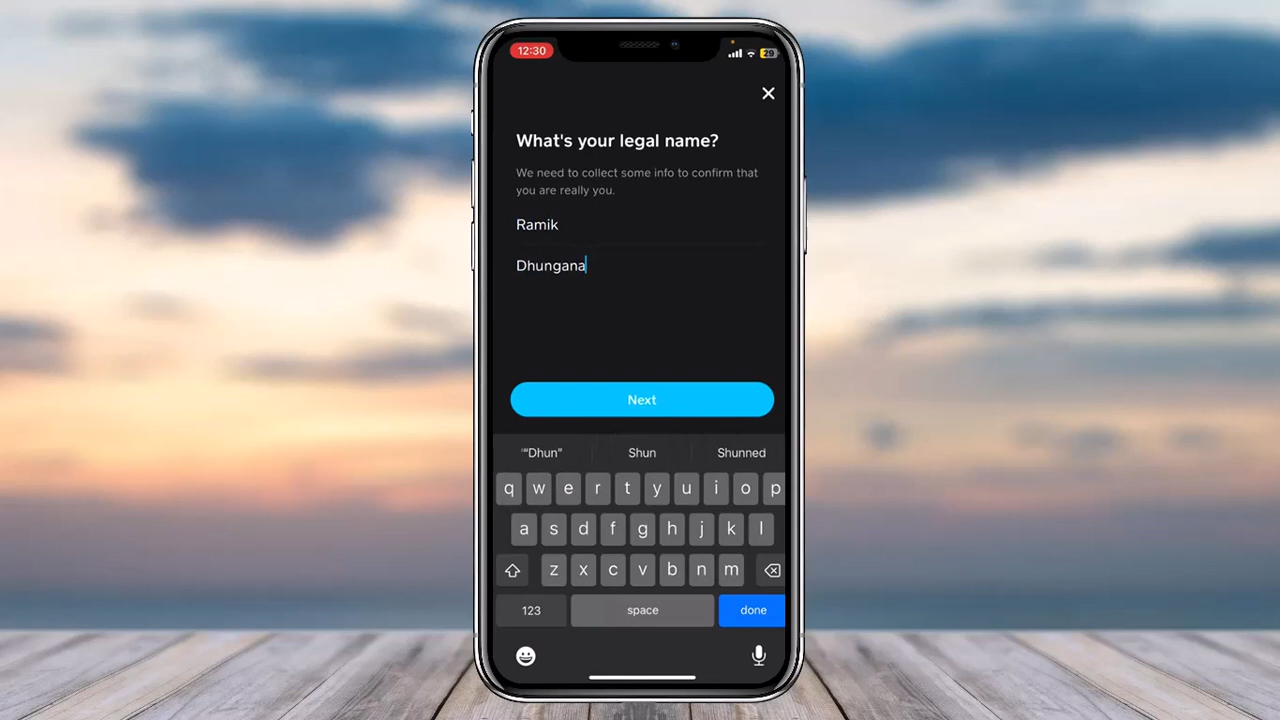 12:30
29
What's your legal name?
We need to collect some info to confirm that
you are really you.
Ramik
Dhungana
Next
"“Dhun" Shun Shunned
q w e r t y u i o p
a s d f g h j k l
z x c v b n m
123 space done